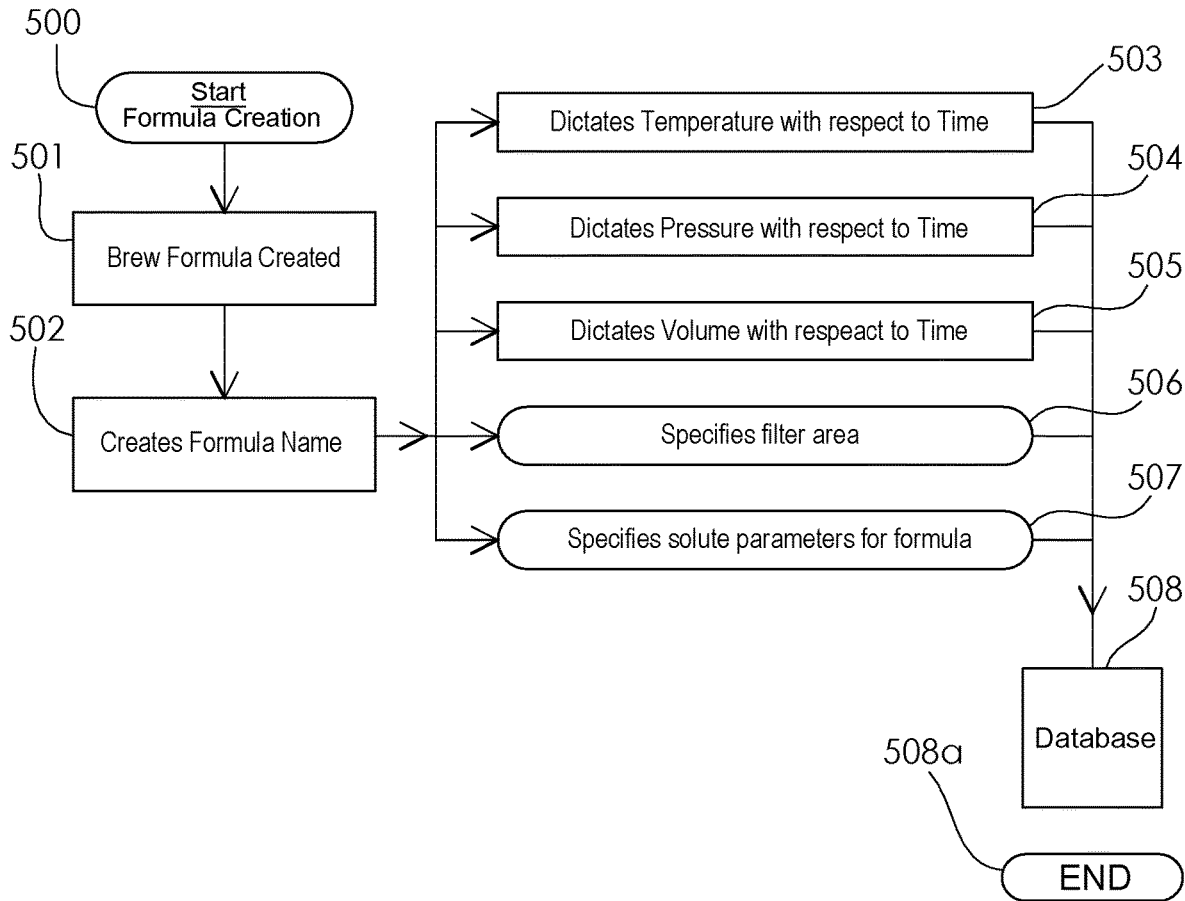 500
Start
Formula Creation
501
Brew Formula Created
502
Creates Formula Name
503
Dictates Temperature with respect to Time
504
Dictates Pressure with respect to Time
505
Dictates Volume with respeact to Time
506
Specifies filter area
507
Specifies solute parameters for formula
508
Database
508a
END